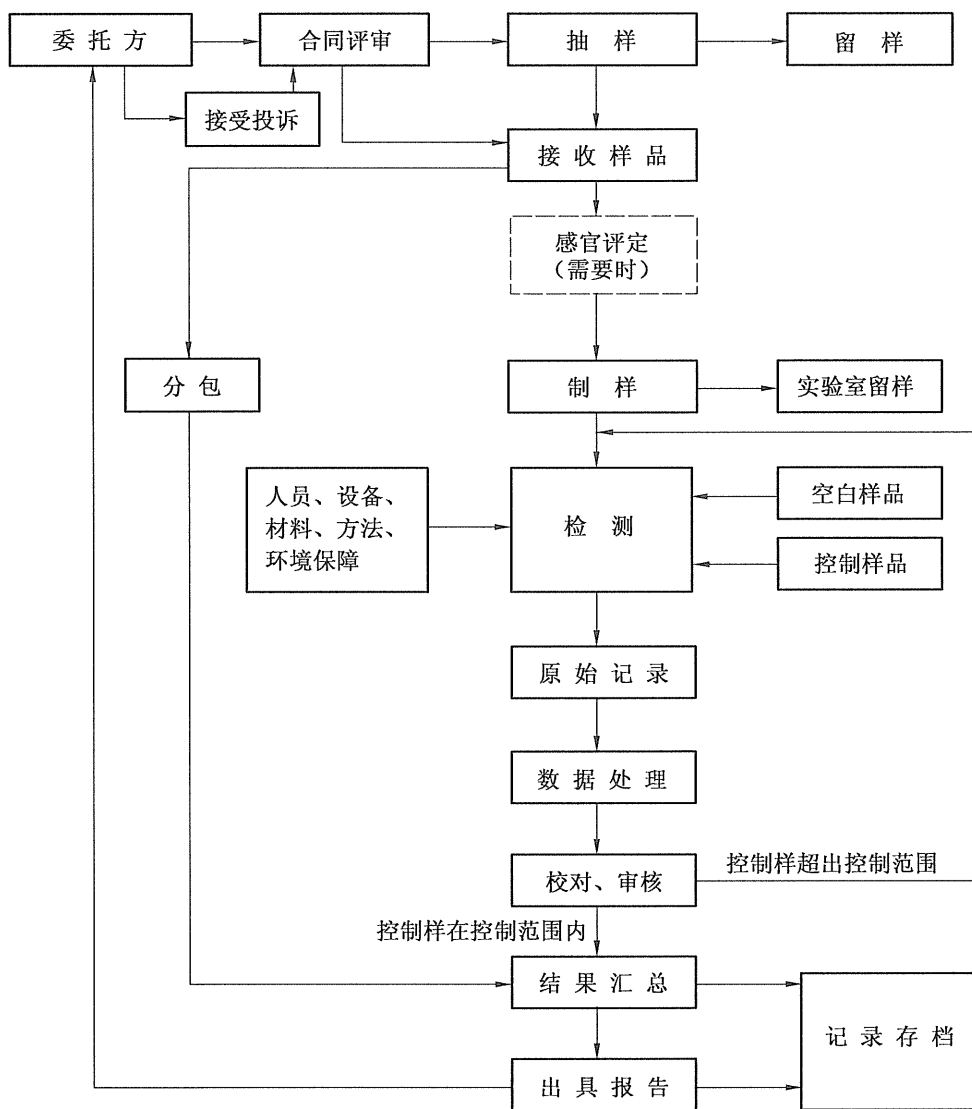 委托方
合同评审
抽样
留样
接受投诉
接收样品
感官评定
（需要时）
分包
制样
实验室留样
人员、设备、
材料、方法、
环境保障
检测
空白样品
控制样品
原始记录
数据处理
校对、审核
控制样超出控制范围
控制样在控制范围内
结果汇总
记录存档
出具报告